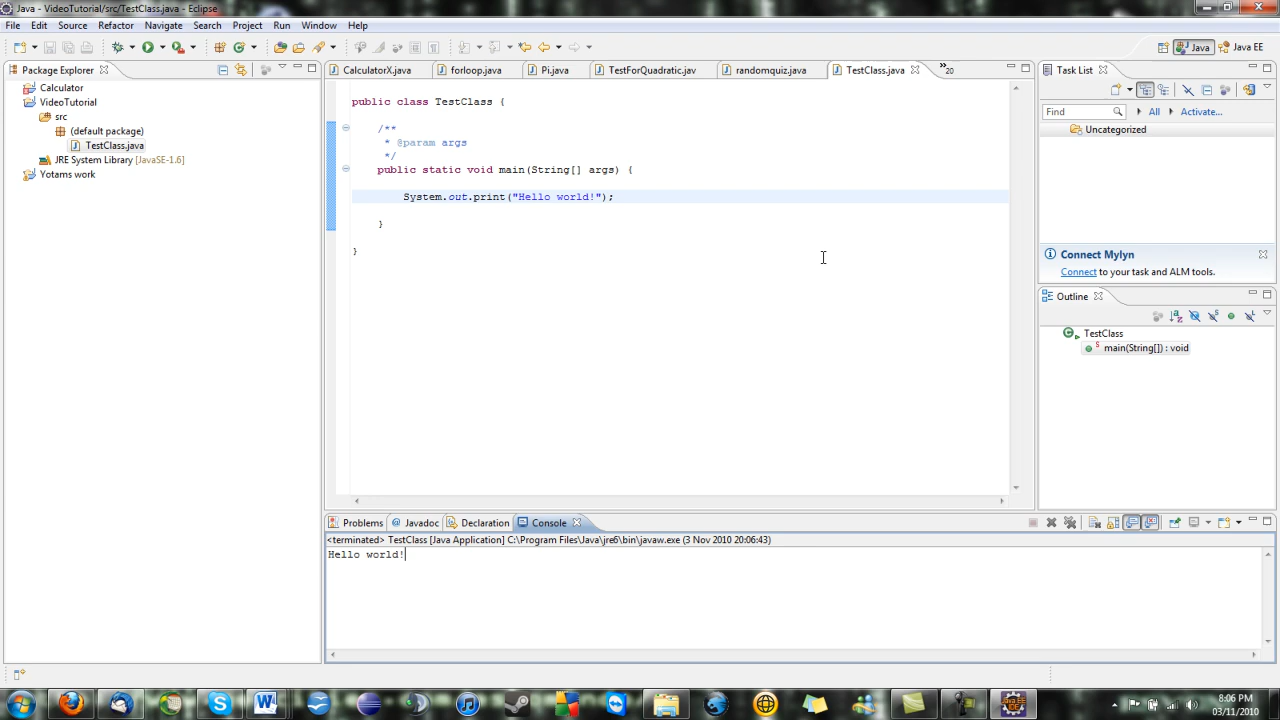 Java - VideoTutorial/src/TestClass.java - Eclipse
File Edit Source Refactor Navigate Search Project Run Window Help
Java Java EE
Package Explorer
Calculator
VideoTutorial
src
(default package)
TestClass.java
JRE System Library [JavaSE-1.6]
Yotams work
CalculatorX.java forloop.java Pi.java TestForQuadratic.jav randomquiz.java TestClass.java »20
public class TestClass {
/**
* @param args
*/
public static void main(String[] args) {
System.out.print("Hello world!");
}
}
Task List
Find All Activate...
Uncategorized
Connect Mylyn
Connect to your task and ALM tools.
Outline
TestClass
main(String[]) : void
Problems Javadoc Declaration Console
<terminated> TestClass [Java Application] C:\Program Files\Java\jre6\bin\javaw.exe (3 Nov 2010 20:06:43)
Hello world!
8:06 PM
03/11/2010